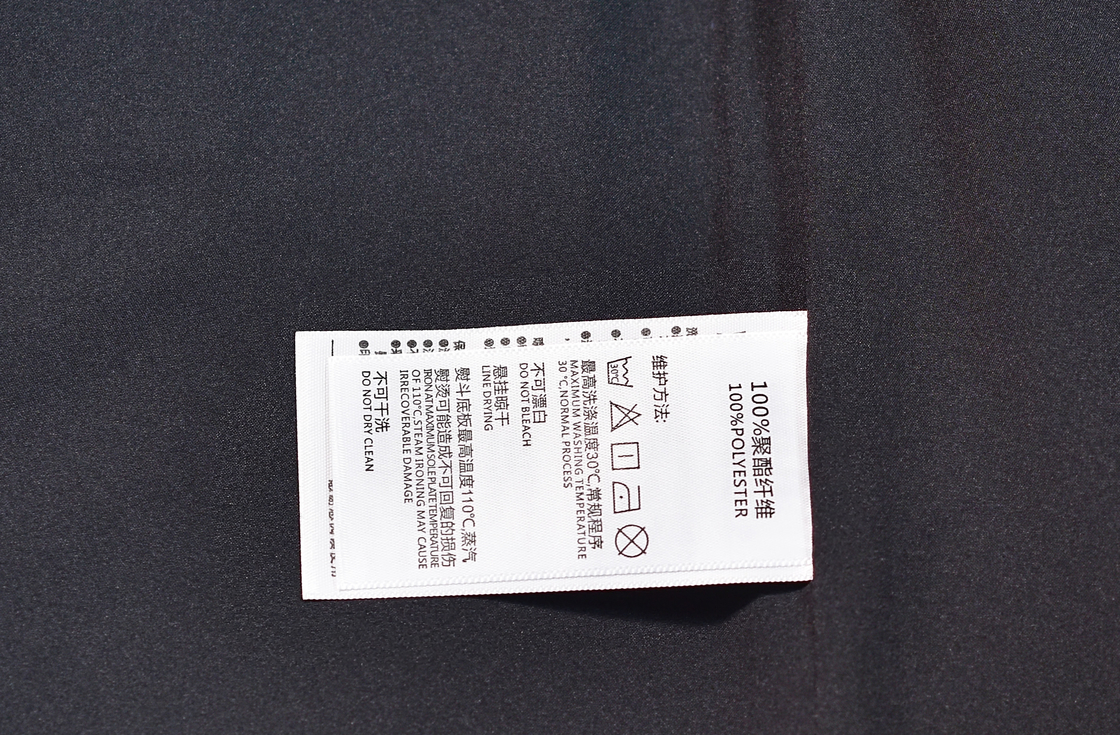 100%聚酯纤维
100%POLYESTER
维护方法:
30℃
最高洗涤温度30℃,常规程序
MAXIMUM WASHING TEMPERATURE
30 ℃,NORMAL PROCESS
不可漂白
DO NOT BLEACH
悬挂晾干
LINE DRYING
熨斗底板最高温度110℃,蒸汽
熨烫可能造成不可回复的损伤
IRON AT MAXIMUM SOLE PLATE TEMPERATURE
OF 110℃,STEAM IRONING MAY CAUSE
IRRECOVERABLE DAMAGE
不可干洗
DO NOT DRY CLEAN